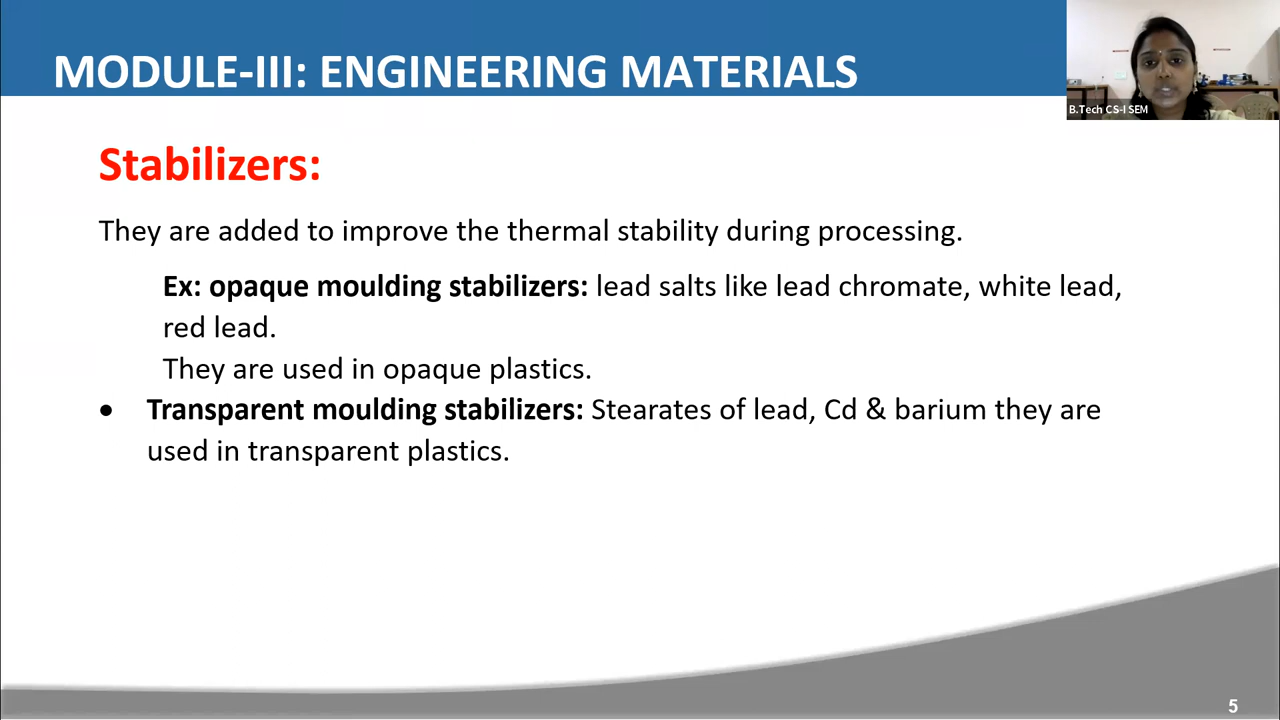 MODULE-III: ENGINEERING MATERIALS
B.Tech CS-I SEM
Stabilizers:
They are added to improve the thermal stability during processing.
Ex: opaque moulding stabilizers: lead salts like lead chromate, white lead,
red lead.
They are used in opaque plastics.
• Transparent moulding stabilizers: Stearates of lead, Cd & barium they are
used in transparent plastics.
5